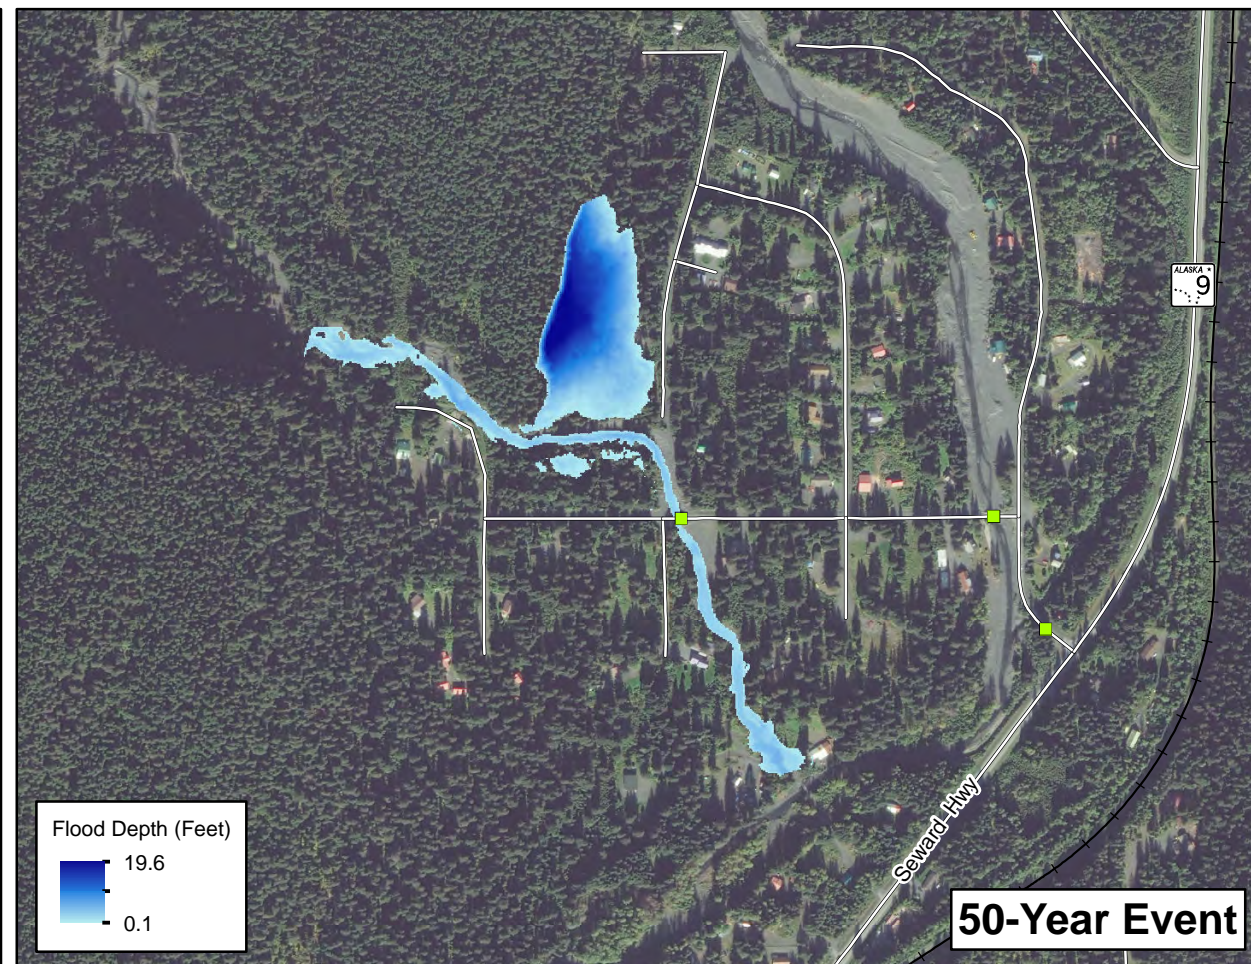 ALASKA
9
Seward Hwy
Flood Depth (Feet)
19.6
0.1
50-Year Event